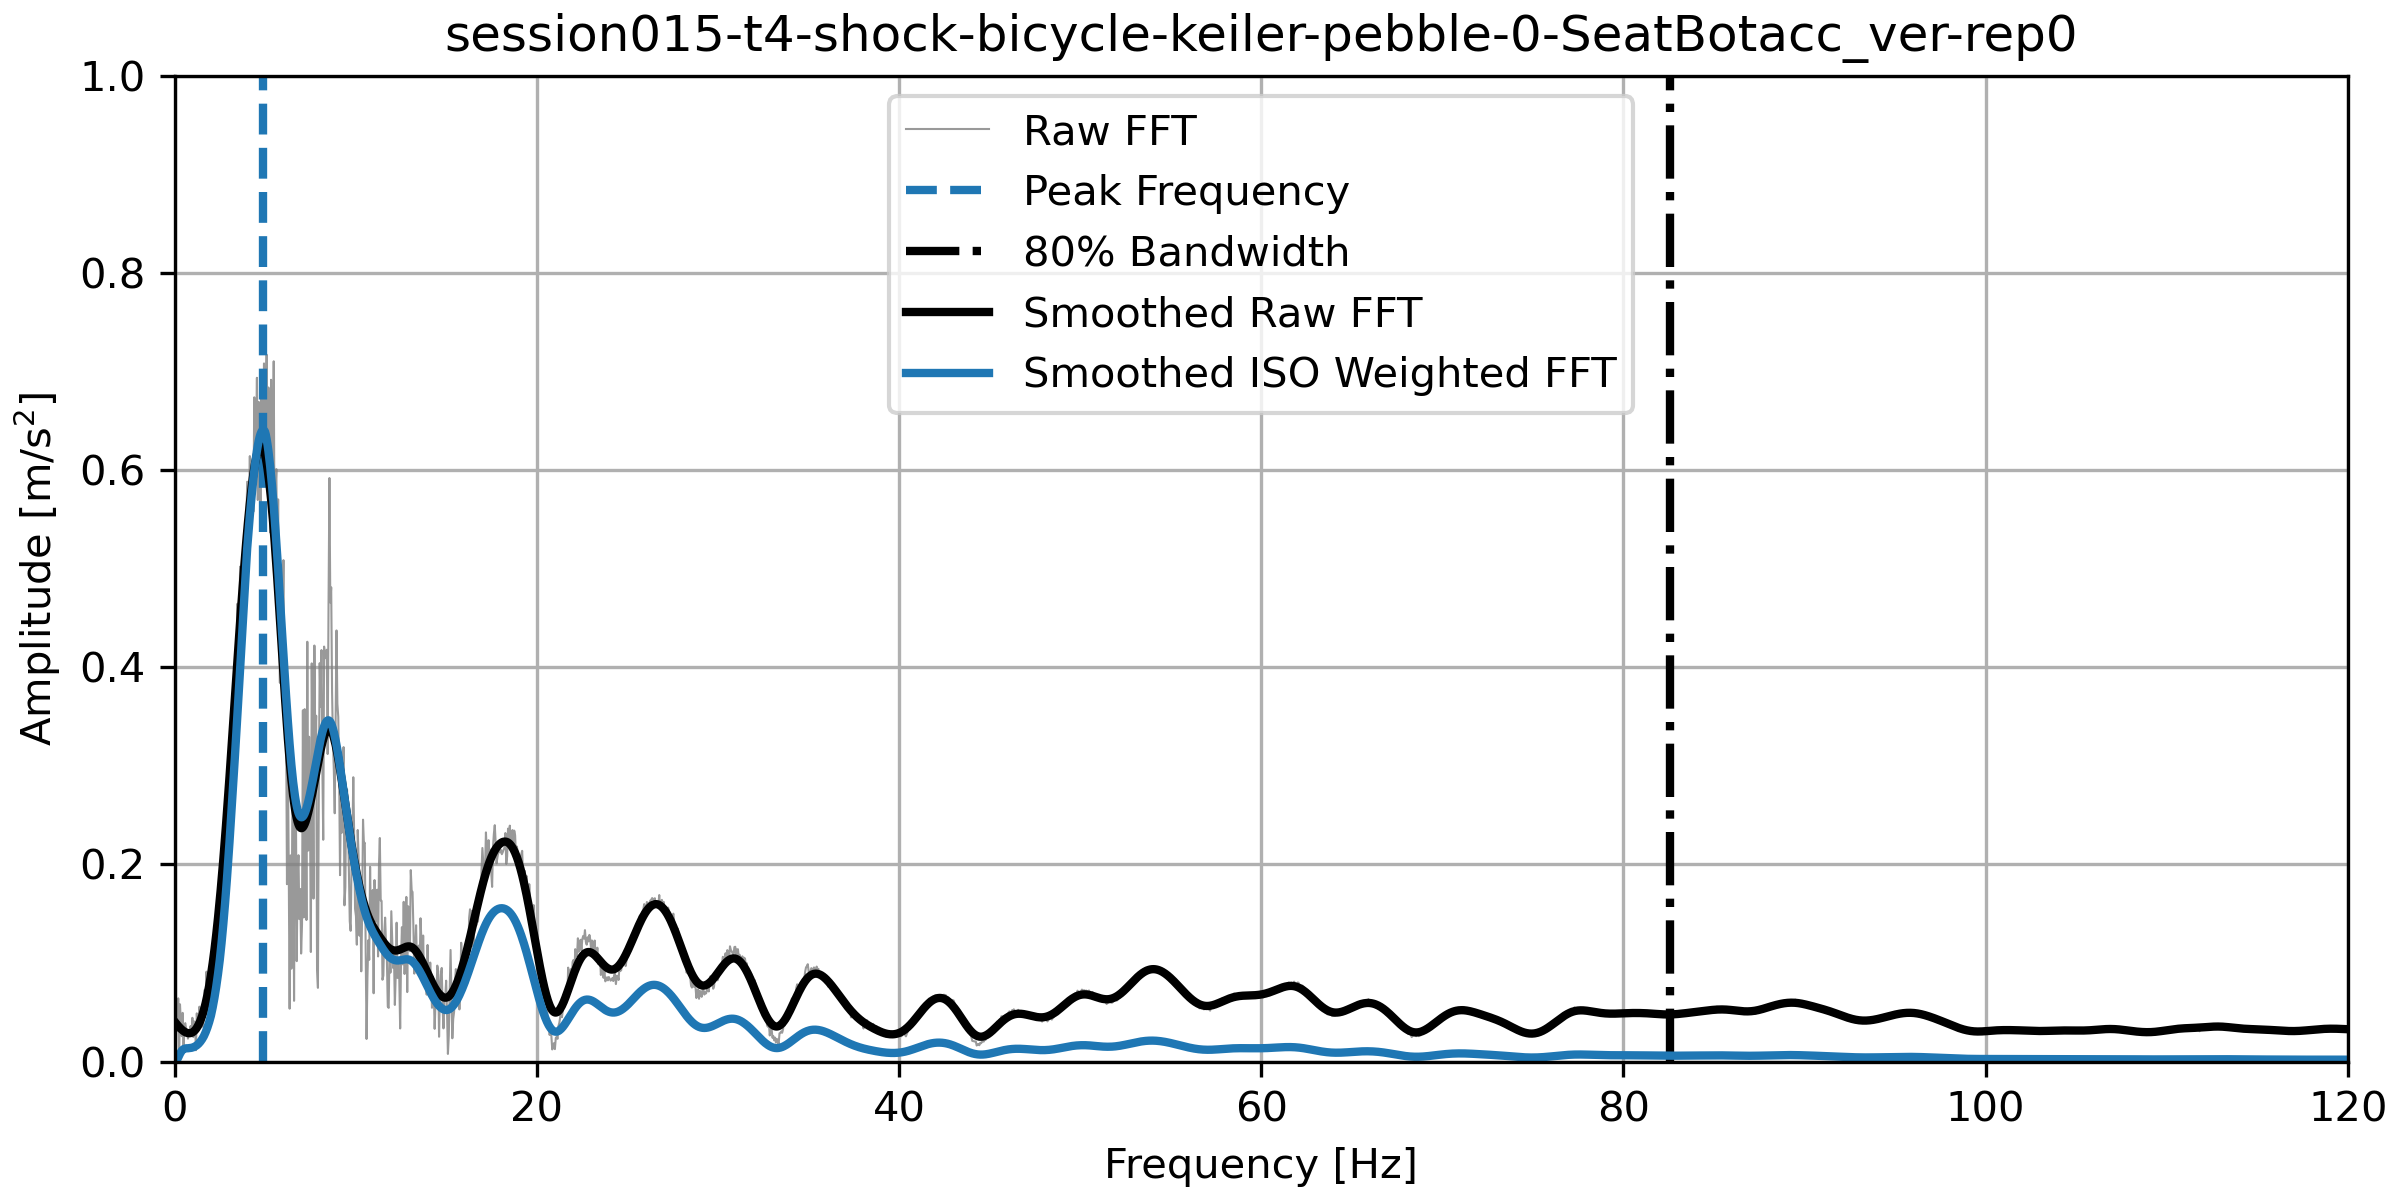 session015-t4-shock-bicycle-keiler-pebble-0-SeatBotacc_ver-rep0
1.0
0.8
0.6
0.4
0.2
0.0
Amplitude [m/s²]
Raw FFT
Peak Frequency
80% Bandwidth
Smoothed Raw FFT
Smoothed ISO Weighted FFT
0 20 40 60 80 100 120
Frequency [Hz]